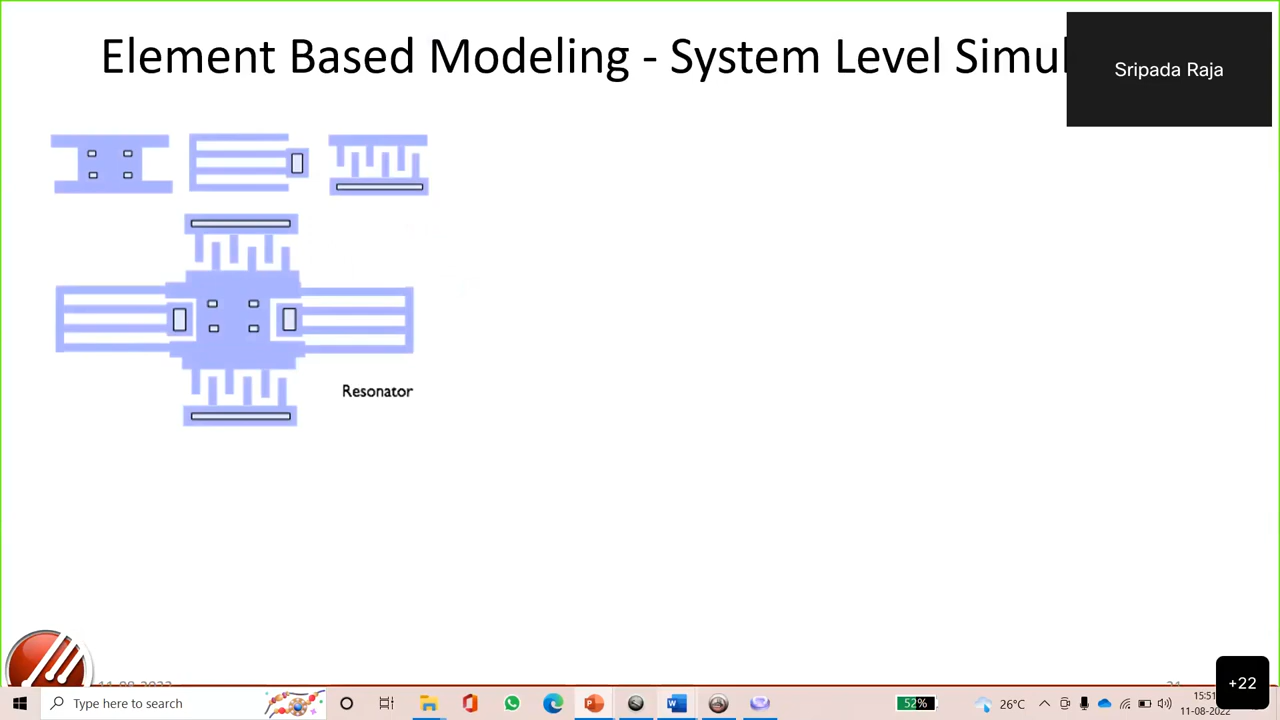 Element Based Modeling - System Level Simul
Sripada Raja
Resonator
+22
Type here to search
52%
26°C
15:51
11-08-2022